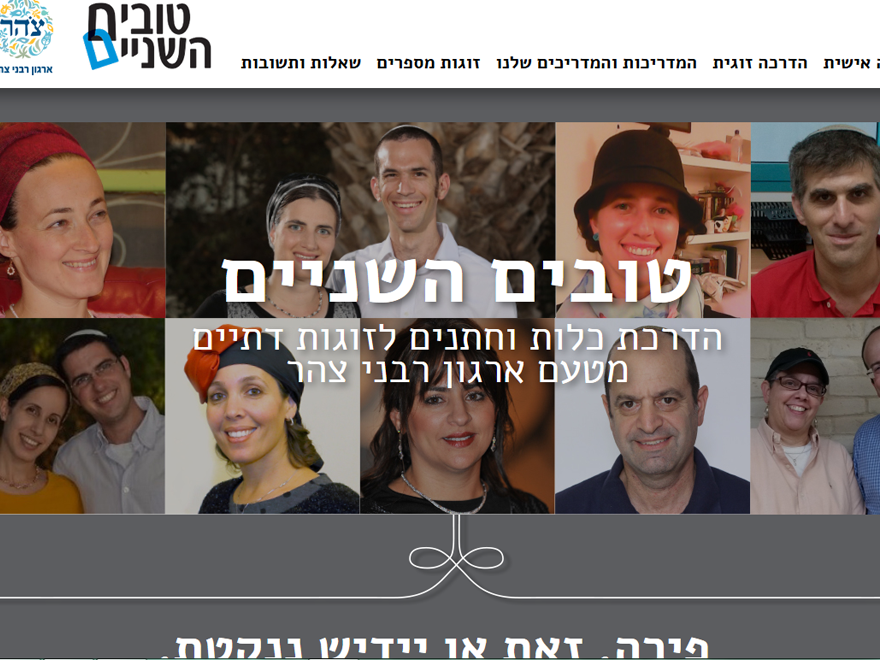 צהר
ארגון רבני צהר
טובים
השניים
אישית
הדרכה זוגית
המדריכות והמדריכים שלנו
זוגות מספרים
שאלות ותשובות
טובים השניים
הדרכת כלות וחתנים לזוגות דתיים
מטעם ארגון רבני צהר